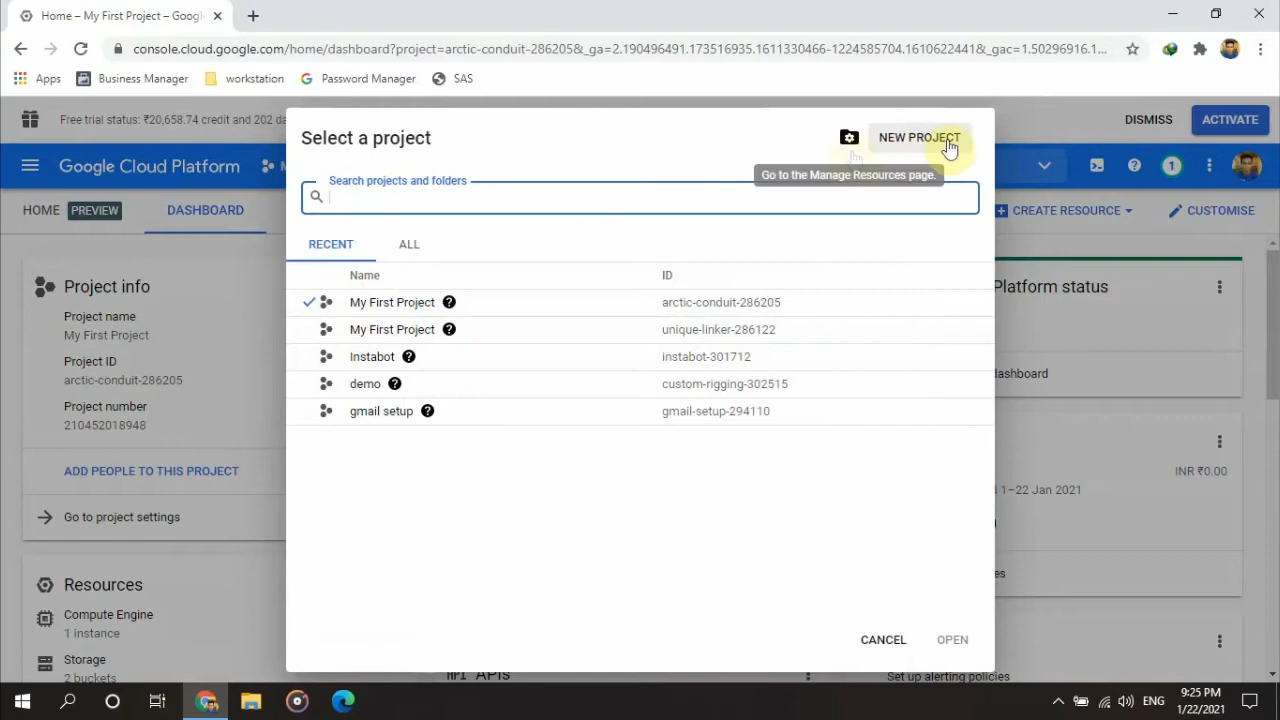 Home – My First Project – Googl
console.cloud.google.com/home/dashboard?project=arctic-conduit-286205&_ga=2.190496491.173516935.1611330466-1224585704.1610622441&_gac=1.50296916.1...
Apps Business Manager workstation Password Manager SAS
Free trial status: ₹20,658.74 credit and 202 da
DISMISS ACTIVATE
Google Cloud Platform
1
HOME PREVIEW DASHBOARD
CREATE RESOURCE CUSTOMISE
Select a project
NEW PROJECT
Go to the Manage Resources page.
Search projects and folders
RECENT ALL
Name ID
My First Project arctic-conduit-286205
My First Project unique-linker-286122
Instabot instabot-301712
demo custom-rigging-302515
gmail setup gmail-setup-294110
CANCEL OPEN
Project info
Project name
My First Project
Project ID
arctic-conduit-286205
Project number
210452018948
ADD PEOPLE TO THIS PROJECT
Go to project settings
Resources
Compute Engine
1 instance
Storage
2 buckets
APIs
Platform status
dashboard
INR ₹0.00
1–22 Jan 2021
es
Set up alerting policies
ENG
9:25 PM
1/22/2021